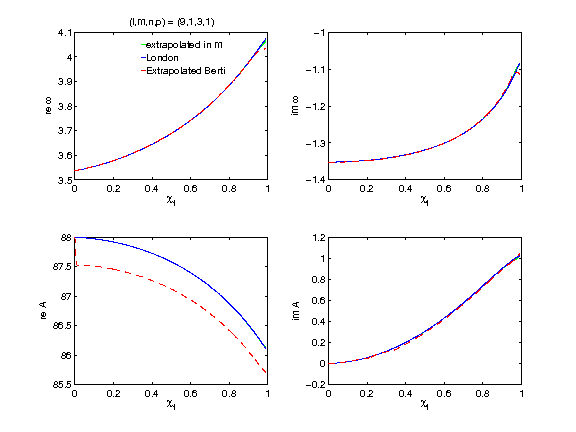 (l,m,n,p) = (9,1,3,1)
4.1
4
3.9
3.8
3.7
3.6
3.5
re ω
extrapolated in M
London
Extrapolated Berti
0 0.2 0.4 0.6 0.8 1
χf
−1
−1.1
−1.2
−1.3
−1.4
im ω
0 0.2 0.4 0.6 0.8 1
χf
88
87.5
87
86.5
86
85.5
re A
0 0.2 0.4 0.6 0.8 1
χf
1.2
1
0.8
0.6
0.4
0.2
0
−0.2
im A
0 0.2 0.4 0.6 0.8 1
χf